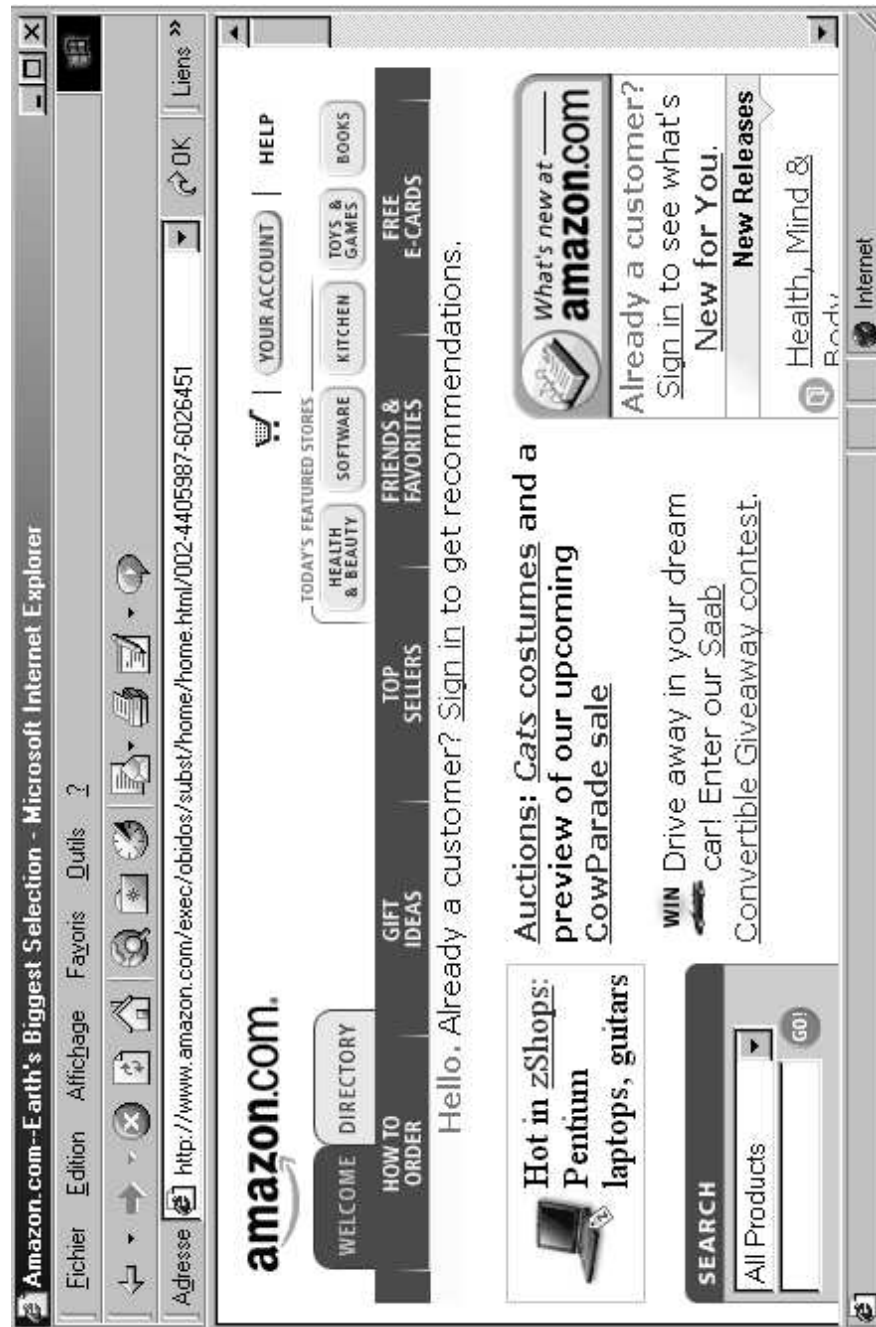 Amazon.com--Earth's Biggest Selection - Microsoft Internet Explorer
Fichier Edition Affichage Favoris Outils ?
Adresse http://www.amazon.com/exec/obidos/subst/home/home.html/002-4405987-6026451 OK Liens »
amazon.com.
YOUR ACCOUNT | HELP
TODAY'S FEATURED STORES
WELCOME DIRECTORY
HEALTH & BEAUTY SOFTWARE KITCHEN TOYS & GAMES BOOKS
HOW TO ORDER GIFT IDEAS TOP SELLERS FRIENDS & FAVORITES FREE E-CARDS
Hello. Already a customer? Sign in to get recommendations.
Hot in zShops:
Pentium
laptops, guitars
SEARCH
All Products
GO!
Auctions: Cats costumes and a
preview of our upcoming
CowParade sale
WIN Drive away in your dream
car! Enter our Saab
Convertible Giveaway contest.
What's new at
amazon.com
Already a customer?
Sign in to see what's
New for You.
New Releases
Health, Mind &
Body
Internet